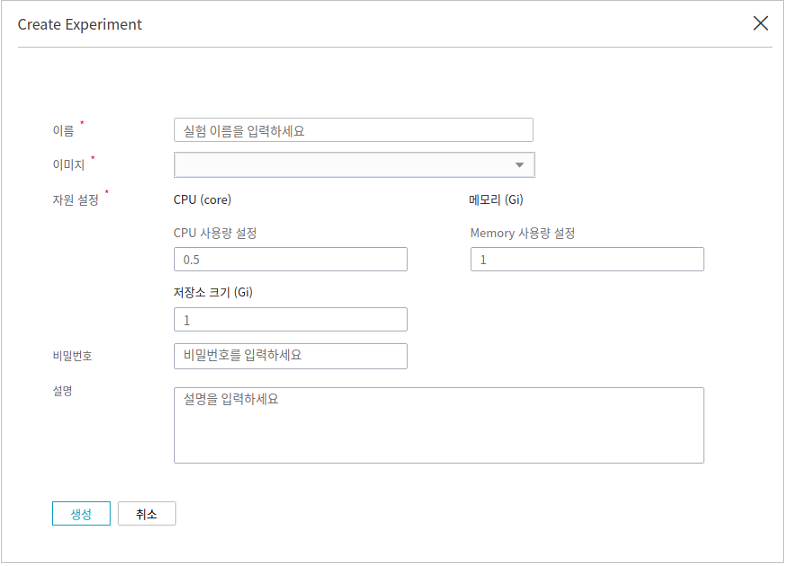 Create Experiment
이름 *
실험 이름을 입력하세요
이미지 *
자원 설정 *
CPU (core)
메모리 (Gi)
CPU 사용량 설정
Memory 사용량 설정
0.5
1
저장소 크기 (Gi)
1
비밀번호
비밀번호를 입력하세요
설명
설명을 입력하세요
생성
취소